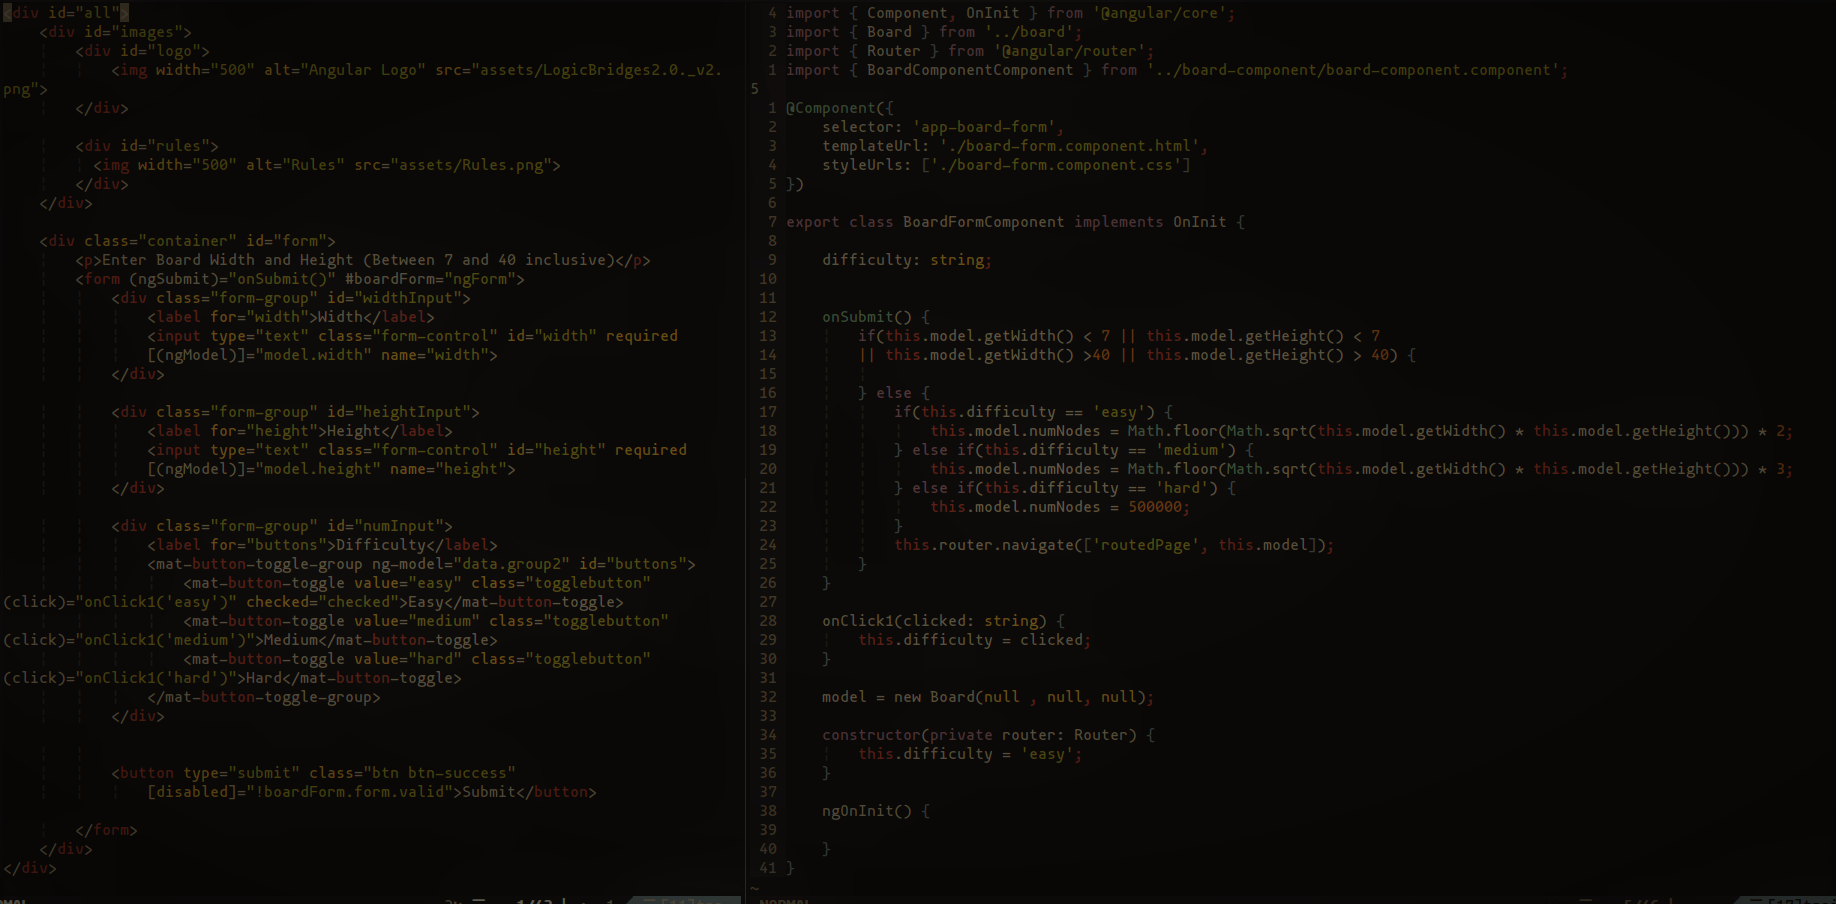 <div id="all">
<div id="images">
<div id="logo">
<img width="500" alt="Angular Logo" src="assets/LogicBridges2.0._v2.
png">
</div>
<div id="rules">
<img width="500" alt="Rules" src="assets/Rules.png">
</div>
</div>
<div class="container" id="form">
<p>Enter Board Width and Height (Between 7 and 40 inclusive)</p>
<form (ngSubmit)="onSubmit()" #boardForm="ngForm">
<div class="form-group" id="widthInput">
<label for="width">Width</label>
<input type="text" class="form-control" id="width" required
[(ngModel)]="model.width" name="width">
</div>
<div class="form-group" id="heightInput">
<label for="height">Height</label>
<input type="text" class="form-control" id="height" required
[(ngModel)]="model.height" name="height">
</div>
<div class="form-group" id="numInput">
<label for="buttons">Difficulty</label>
<mat-button-toggle-group ng-model="data.group2" id="buttons">
<mat-button-toggle value="easy" class="togglebutton"
(click)="onClick1('easy')" checked="checked">Easy</mat-button-toggle>
<mat-button-toggle value="medium" class="togglebutton"
(click)="onClick1('medium')">Medium</mat-button-toggle>
<mat-button-toggle value="hard" class="togglebutton"
(click)="onClick1('hard')">Hard</mat-button-toggle>
</mat-button-toggle-group>
</div>
<button type="submit" class="btn btn-success"
[disabled]="!boardForm.form.valid">Submit</button>
</form>
</div>
</div>
4 import { Component, OnInit } from '@angular/core';
3 import { Board } from '../board';
2 import { Router } from '@angular/router';
1 import { BoardComponentComponent } from '../board-component/board-component.component';
5
1 @Component({
2 selector: 'app-board-form',
3 templateUrl: './board-form.component.html',
4 styleUrls: ['./board-form.component.css']
5 })
6
7 export class BoardFormComponent implements OnInit {
8
9 difficulty: string;
10
11
12 onSubmit() {
13 if(this.model.getWidth() < 7 || this.model.getHeight() < 7
14 || this.model.getWidth() >40 || this.model.getHeight() > 40) {
15
16 } else {
17 if(this.difficulty == 'easy') {
18 this.model.numNodes = Math.floor(Math.sqrt(this.model.getWidth() * this.model.getHeight())) * 2;
19 } else if(this.difficulty == 'medium') {
20 this.model.numNodes = Math.floor(Math.sqrt(this.model.getWidth() * this.model.getHeight())) * 3;
21 } else if(this.difficulty == 'hard') {
22 this.model.numNodes = 500000;
23 }
24 this.router.navigate(['routedPage', this.model]);
25 }
26 }
27
28 onClick1(clicked: string) {
29 this.difficulty = clicked;
30 }
31
32 model = new Board(null , null, null);
33
34 constructor(private router: Router) {
35 this.difficulty = 'easy';
36 }
37
38 ngOnInit() {
39
40 }
41 }
~